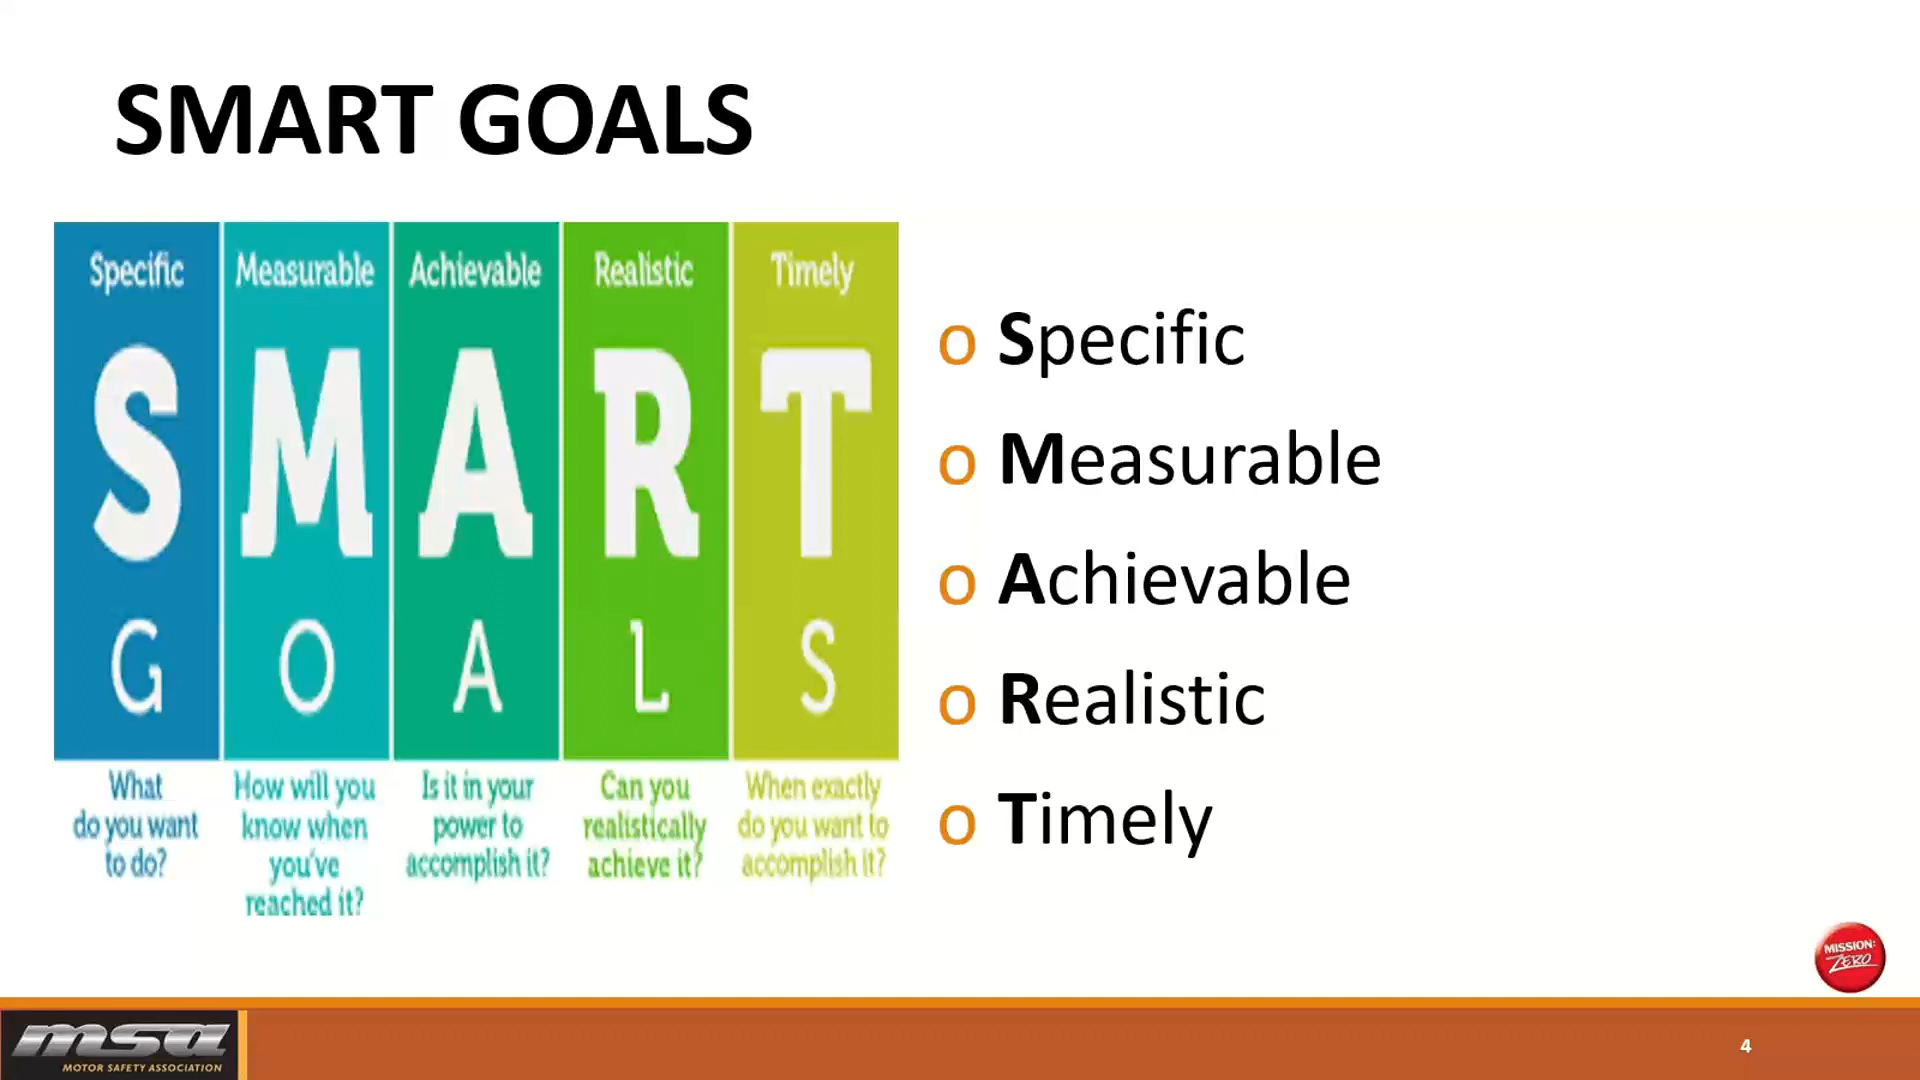 SMART GOALS
Specific Measurable Achievable Realistic Timely
S M A R T
G O A L S
What
do you want
to do?
How will you
know when
you've
reached it?
Is it in your
power to
accomplish it?
Can you
realistically
achieve it?
When exactly
do you want to
accomplish it?
o Specific
o Measurable
o Achievable
o Realistic
o Timely
MISSION:
ZERO
msa
MOTOR SAFETY ASSOCIATION
4